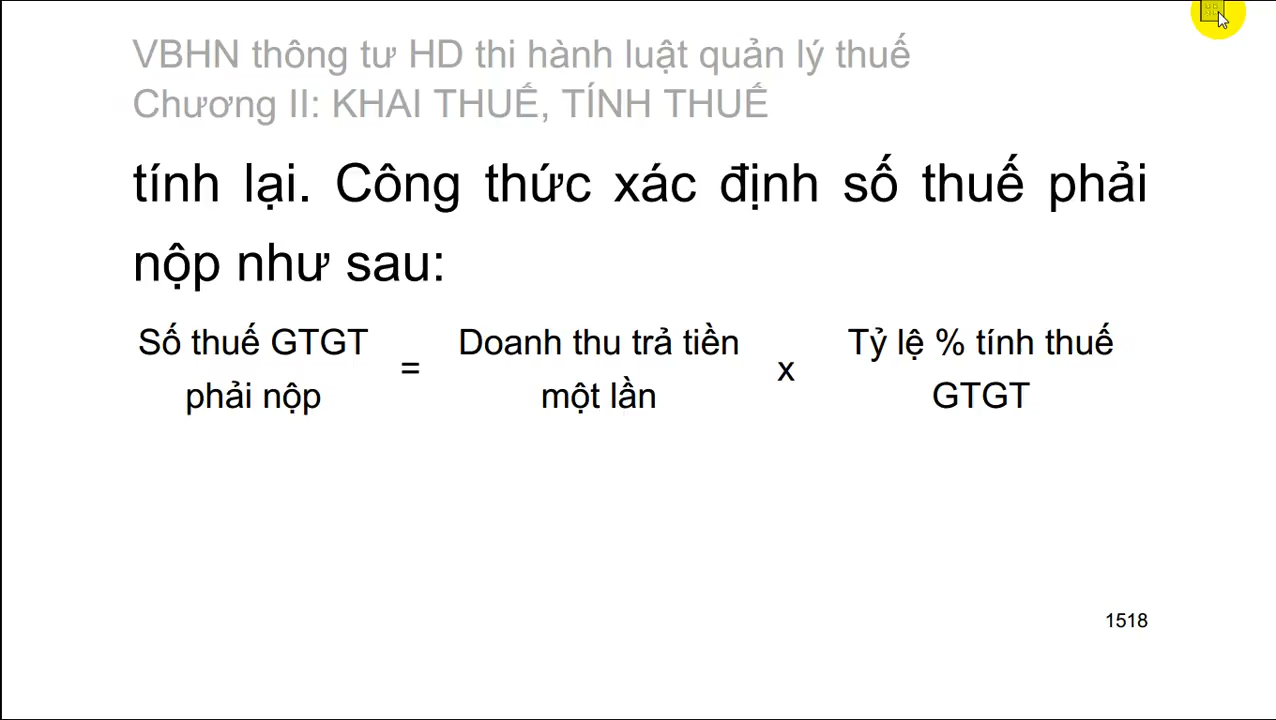 VBHN thông tư HD thi hành luật quản lý thuế
Chương II: KHAI THUẾ, TÍNH THUẾ
tính lại. Công thức xác định số thuế phải
nộp như sau:
Số thuế GTGT phải nộp = Doanh thu trả tiền một lần x Tỷ lệ % tính thuế GTGT
1518